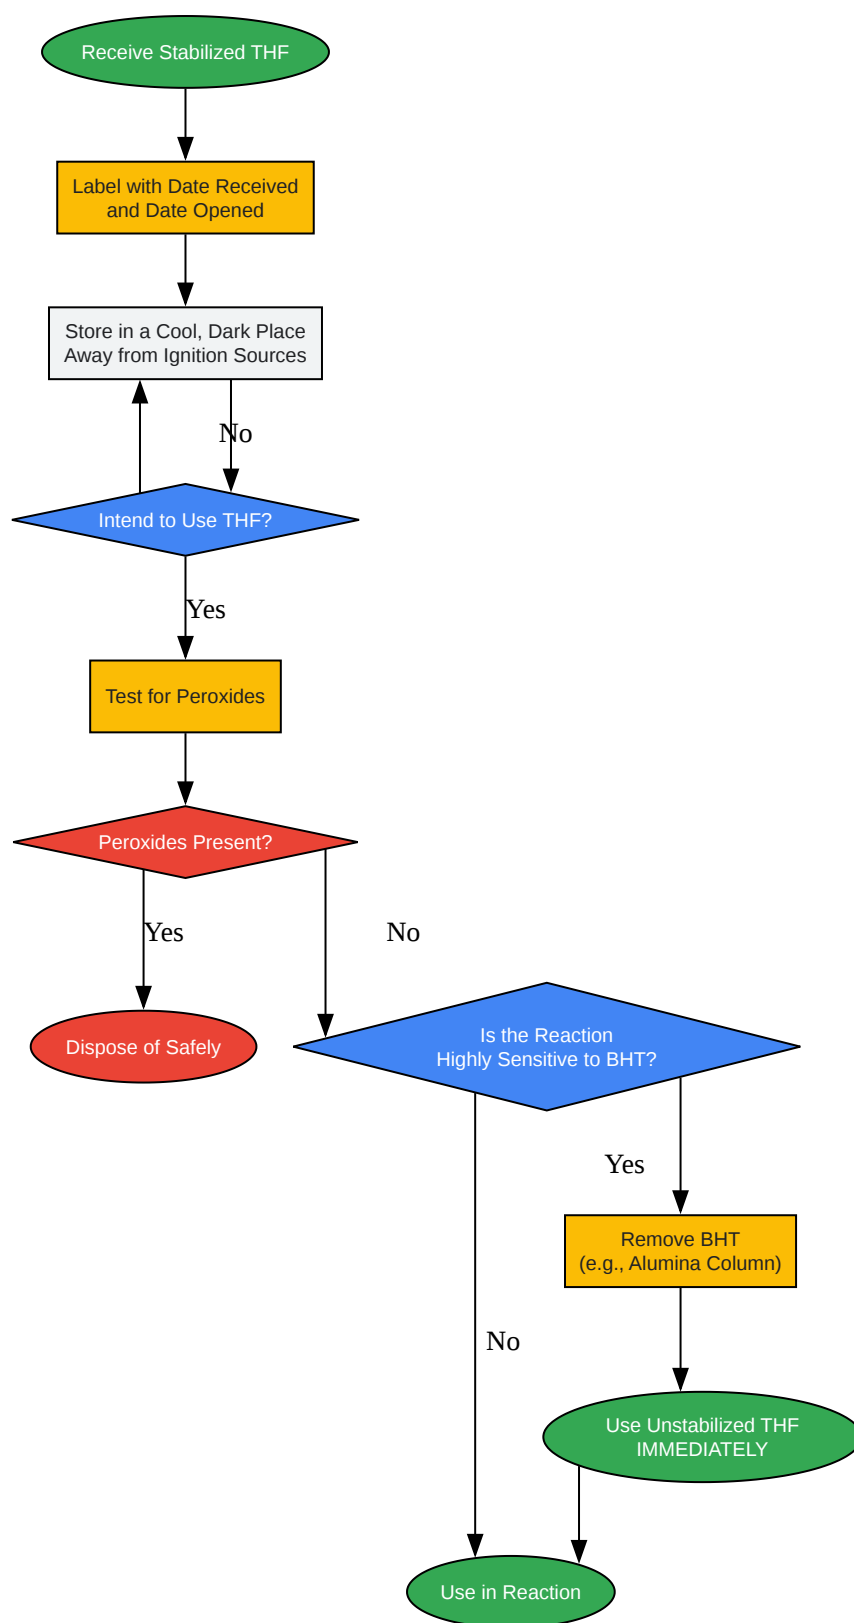 Receive Stabilized THF
Label with Date Received
and Date Opened
Store in a Cool, Dark Place
Away from Ignition Sources
No
Intend to Use THF?
Yes
Test for Peroxides
Peroxides Present?
Yes
No
Dispose of Safely
Is the Reaction
Highly Sensitive to BHT?
Yes
Remove BHT
(e.g., Alumina Column)
No
Use Unstabilized THF
IMMEDIATELY
Use in Reaction